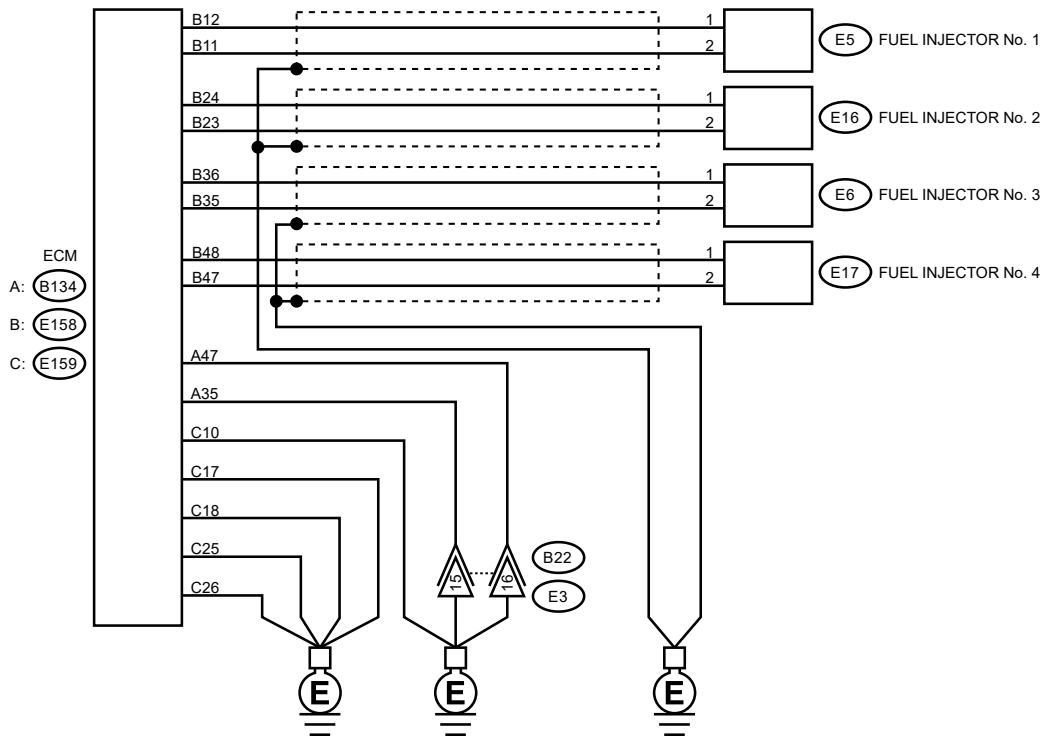 B12
1
B11
2
E5 FUEL INJECTOR No. 1
B24
1
B23
2
E16 FUEL INJECTOR No. 2
B36
1
B35
2
E6 FUEL INJECTOR No. 3
B48
1
B47
2
E17 FUEL INJECTOR No. 4
ECM
A: B134
B: E158
C: E159
A47
A35
C10
C17
C18
C25
C26
15
16
B22
E3
E
E
E